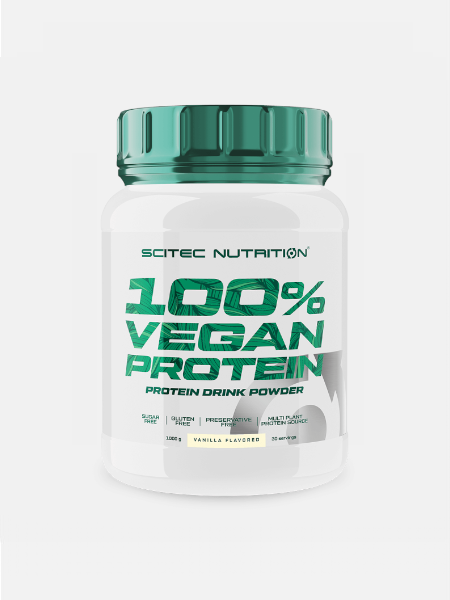 SCITEC NUTRITION®
100%
VEGAN
PROTEIN
PROTEIN DRINK POWDER
SUGAR FREE | GLUTEN FREE | PRESERVATIVE FREE | MULTI PLANT PROTEIN SOURCE
1000 g VANILLA FLAVORED servings